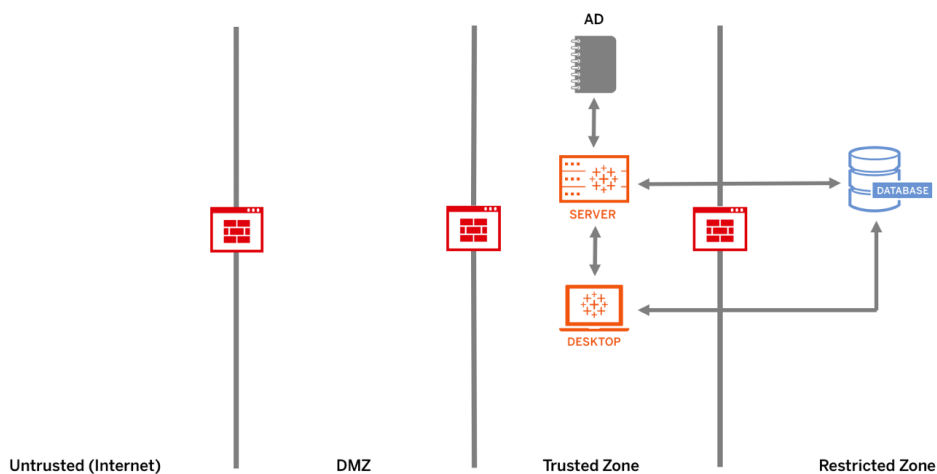 AD
SERVER
DATABASE
DESKTOP
Untrusted (Internet)
DMZ
Trusted Zone
Restricted Zone